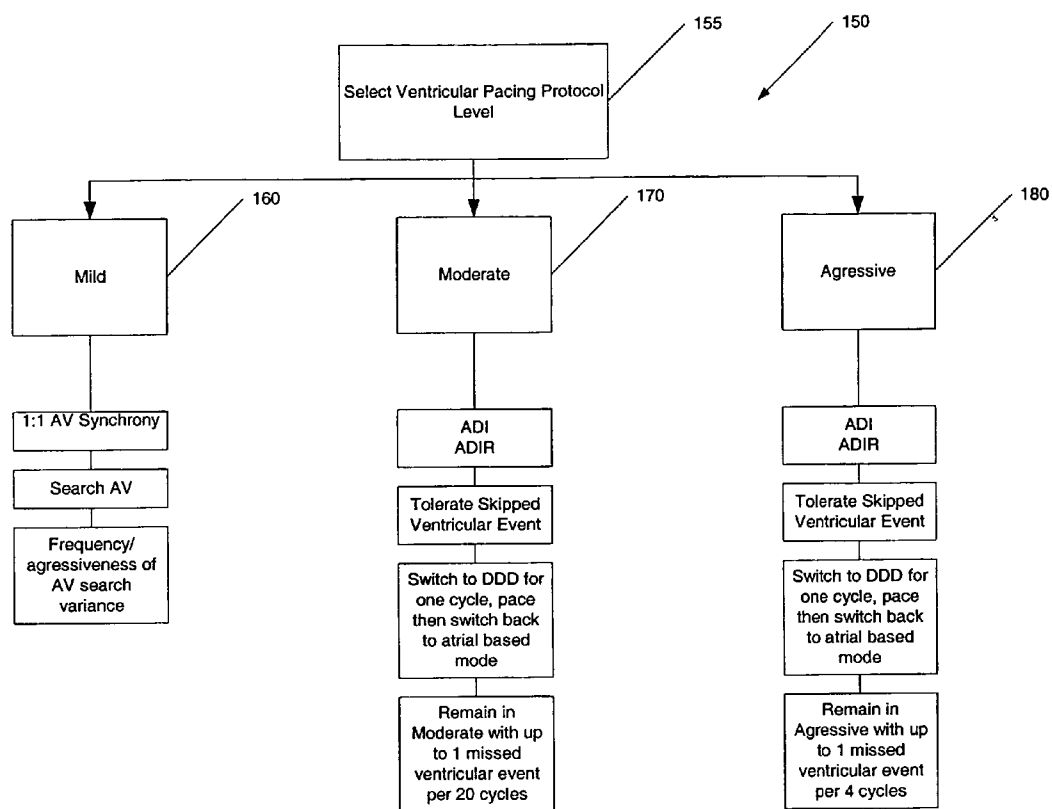 155
150
Select Ventricular Pacing Protocol
Level
160
170
180
Mild
Moderate
Agressive
1:1 AV Synchrony
Search AV
Frequency/
agressiveness of
AV search
variance
ADI
ADIR
Tolerate Skipped
Ventricular Event
Switch to DDD for
one cycle, pace
then switch back
to atrial based
mode
Remain in
Moderate with up
to 1 missed
ventricular event
per 20 cycles
ADI
ADIR
Tolerate Skipped
Ventricular Event
Switch to DDD for
one cycle, pace
then switch back
to atrial based
mode
Remain in
Agressive with up
to 1 missed
ventricular event
per 4 cycles